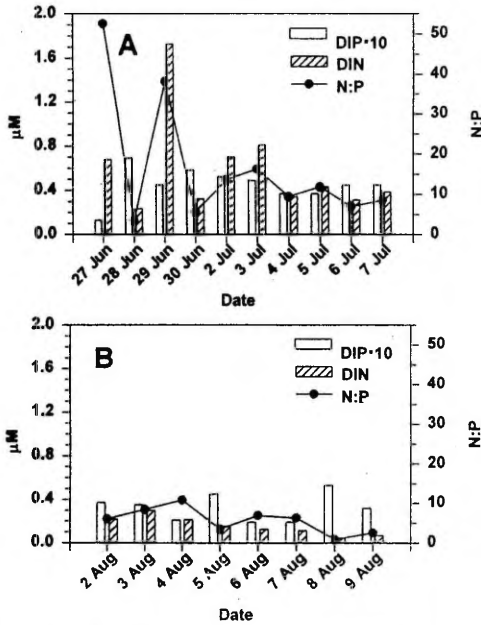 A
DIP•10
DIN
N:P
2.0
1.6
1.2
0.8
0.4
0.0
µM
50
40
30
20
10
0
N:P
27 Jun
28 Jun
29 Jun
30 Jun
2 Jul
3 Jul
4 Jul
5 Jul
6 Jul
7 Jul
Date
B
DIP•10
DIN
N:P
2.0
1.6
1.2
0.8
0.4
0.0
µM
50
40
30
20
10
0
N:P
2 Aug
3 Aug
4 Aug
5 Aug
6 Aug
7 Aug
8 Aug
9 Aug
Date